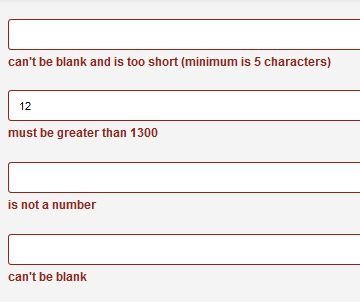 can't be blank and is too short (minimum is 5 characters)
12
must be greater than 1300
is not a number
can't be blank